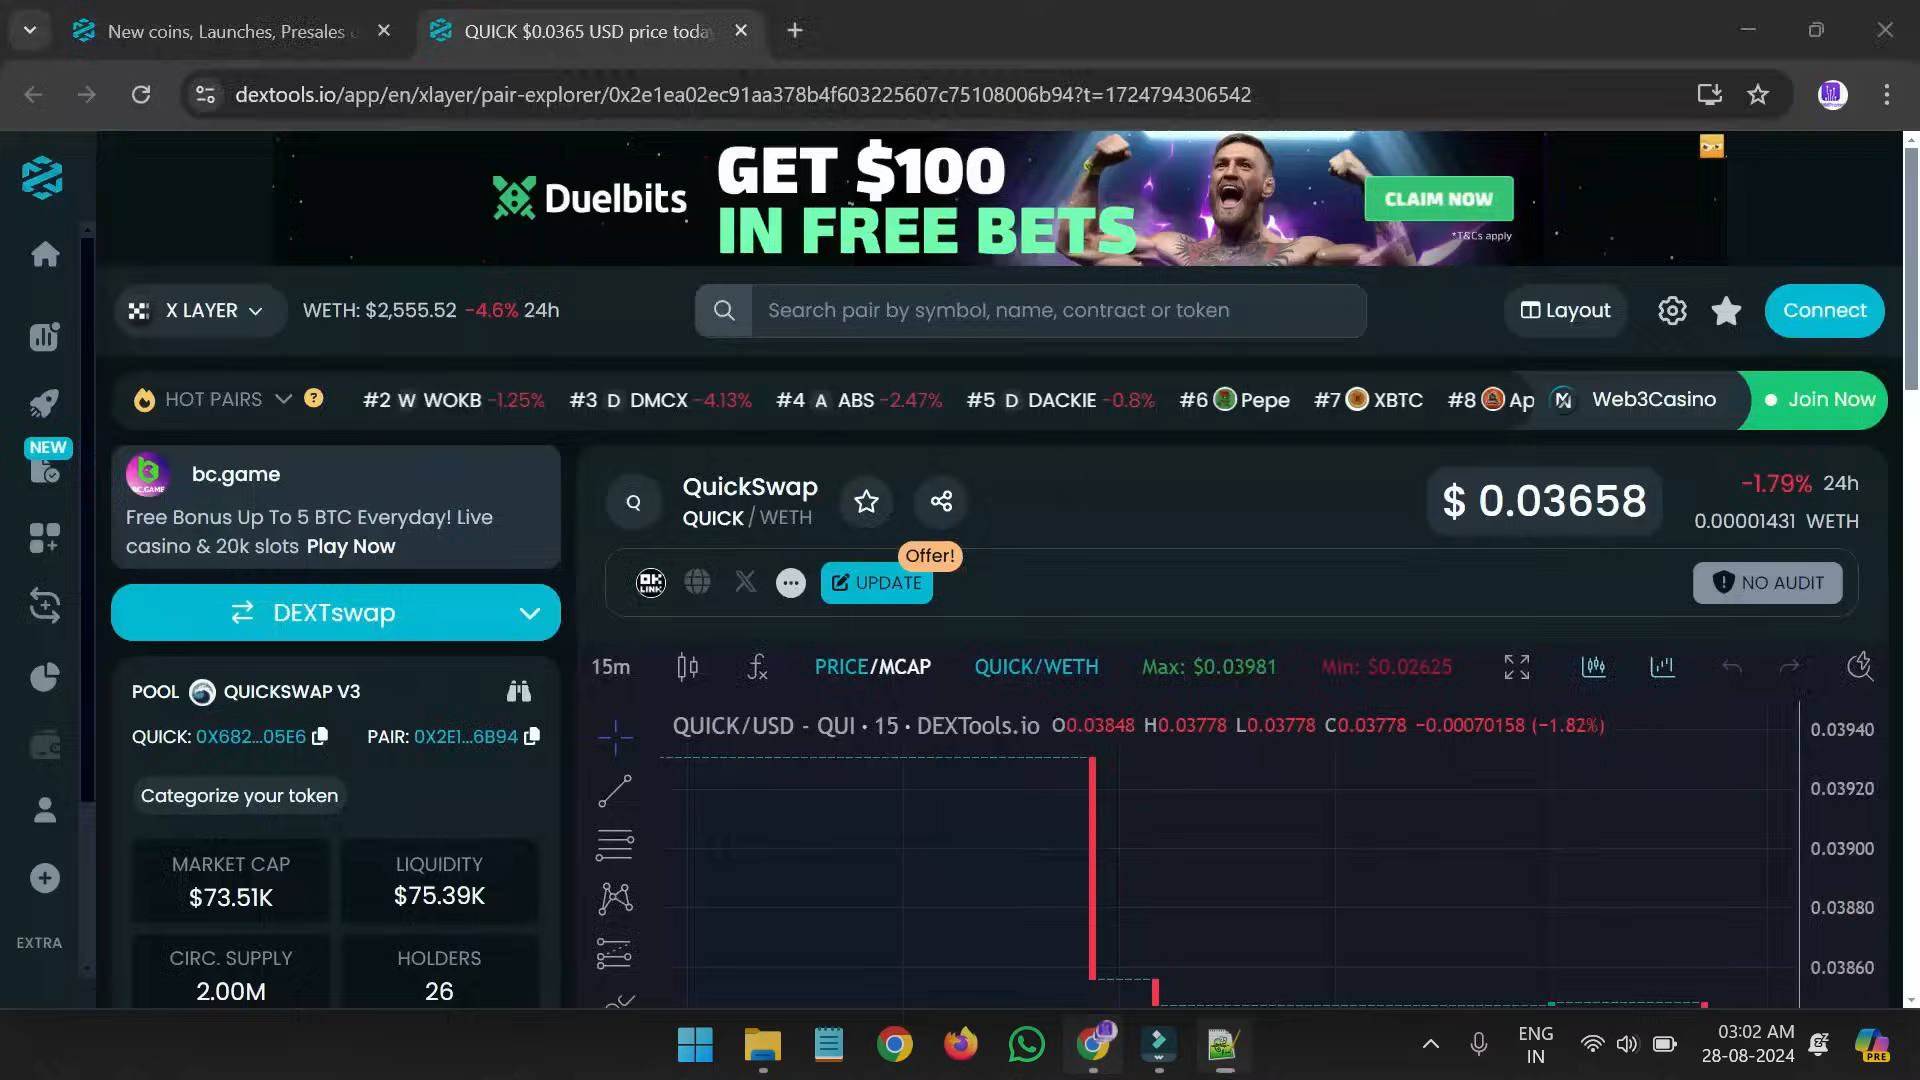 New coins, Launches, Presales
QUICK $0.0365 USD price toda
dextools.io/app/en/xlayer/pair-explorer/0x2e1ea02ec91aa378b4f603225607c75108006b94?t=1724794306542
Duelbits
GET $100
IN FREE BETS
CLAIM NOW
*T&Cs apply
X LAYER
WETH: $2,555.52 -4.6% 24h
Search pair by symbol, name, contract or token
Layout
Connect
HOT PAIRS ? #2 W WOKB -1.25% #3 D DMCX -4.13% #4 A ABS -2.47% #5 D DACKIE -0.8% #6 Pepe #7 XBTC #8 Ap Web3Casino Join Now
NEW
BC.GAME
bc.game
Free Bonus Up To 5 BTC Everyday! Live
casino & 20k slots Play Now
DEXTswap
POOL QUICKSWAP V3
QUICK: 0X682...05E6 PAIR: 0X2E1...6B94
Categorize your token
MARKET CAP
$73.51K
LIQUIDITY
$75.39K
CIRC. SUPPLY
2.00M
HOLDERS
26
EXTRA
Q
QuickSwap
QUICK / WETH
$ 0.03658
-1.79% 24h
0.00001431 WETH
Offer!
OK LINK
X
UPDATE
NO AUDIT
15m
PRICE/MCAP QUICK/WETH Max: $0.03981 Min: $0.02625
QUICK/USD - QUI · 15 · DEXTools.io O0.03848 H0.03778 L0.03778 C0.03778 −0.00070158 (−1.82%)
0.03940
0.03920
0.03900
0.03880
0.03860
ENG
IN
03:02 AM
28-08-2024
PRE